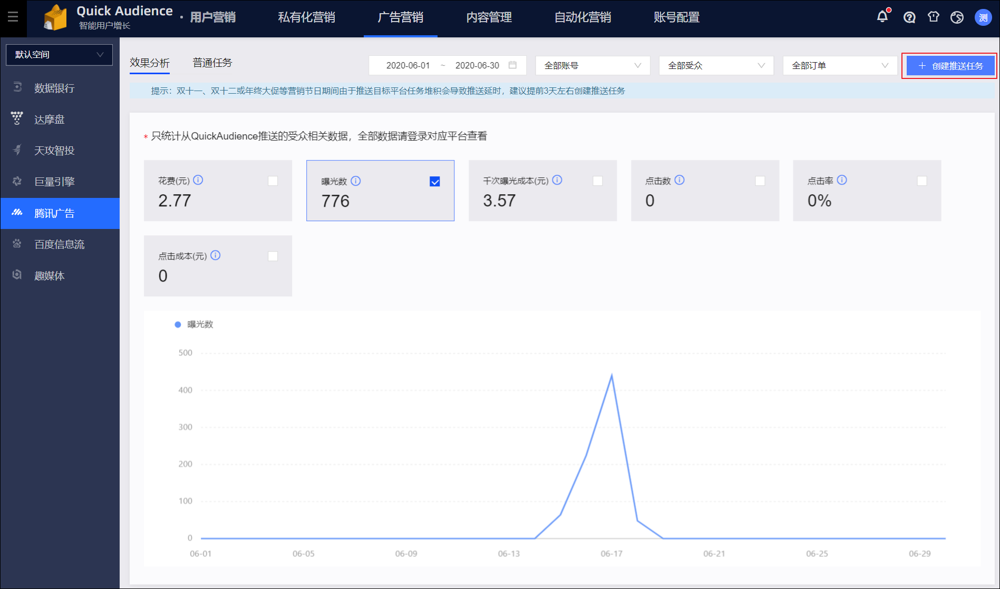 Quick Audience
智能用户增长
· 用户营销
私有化营销
广告营销
内容管理
自动化营销
账号配置
测
默认空间
数据银行
达摩盘
天攻智投
巨量引擎
腾讯广告
百度信息流
趣媒体
效果分析
普通任务
2020-06-01 ~ 2020-06-30
全部账号
全部受众
全部订单
+ 创建推送任务
提示：双十一、双十二或年终大促等营销节日期间由于推送目标平台任务堆积会导致推送延时，建议提前3天左右创建推送任务
* 只统计从QuickAudience推送的受众相关数据，全部数据请登录对应平台查看
花费(元)
2.77
曝光数
776
千次曝光成本(元)
3.57
点击数
0
点击率
0%
点击成本(元)
0
曝光数
500
400
300
200
100
0
06-01 06-05 06-09 06-13 06-17 06-21 06-25 06-29